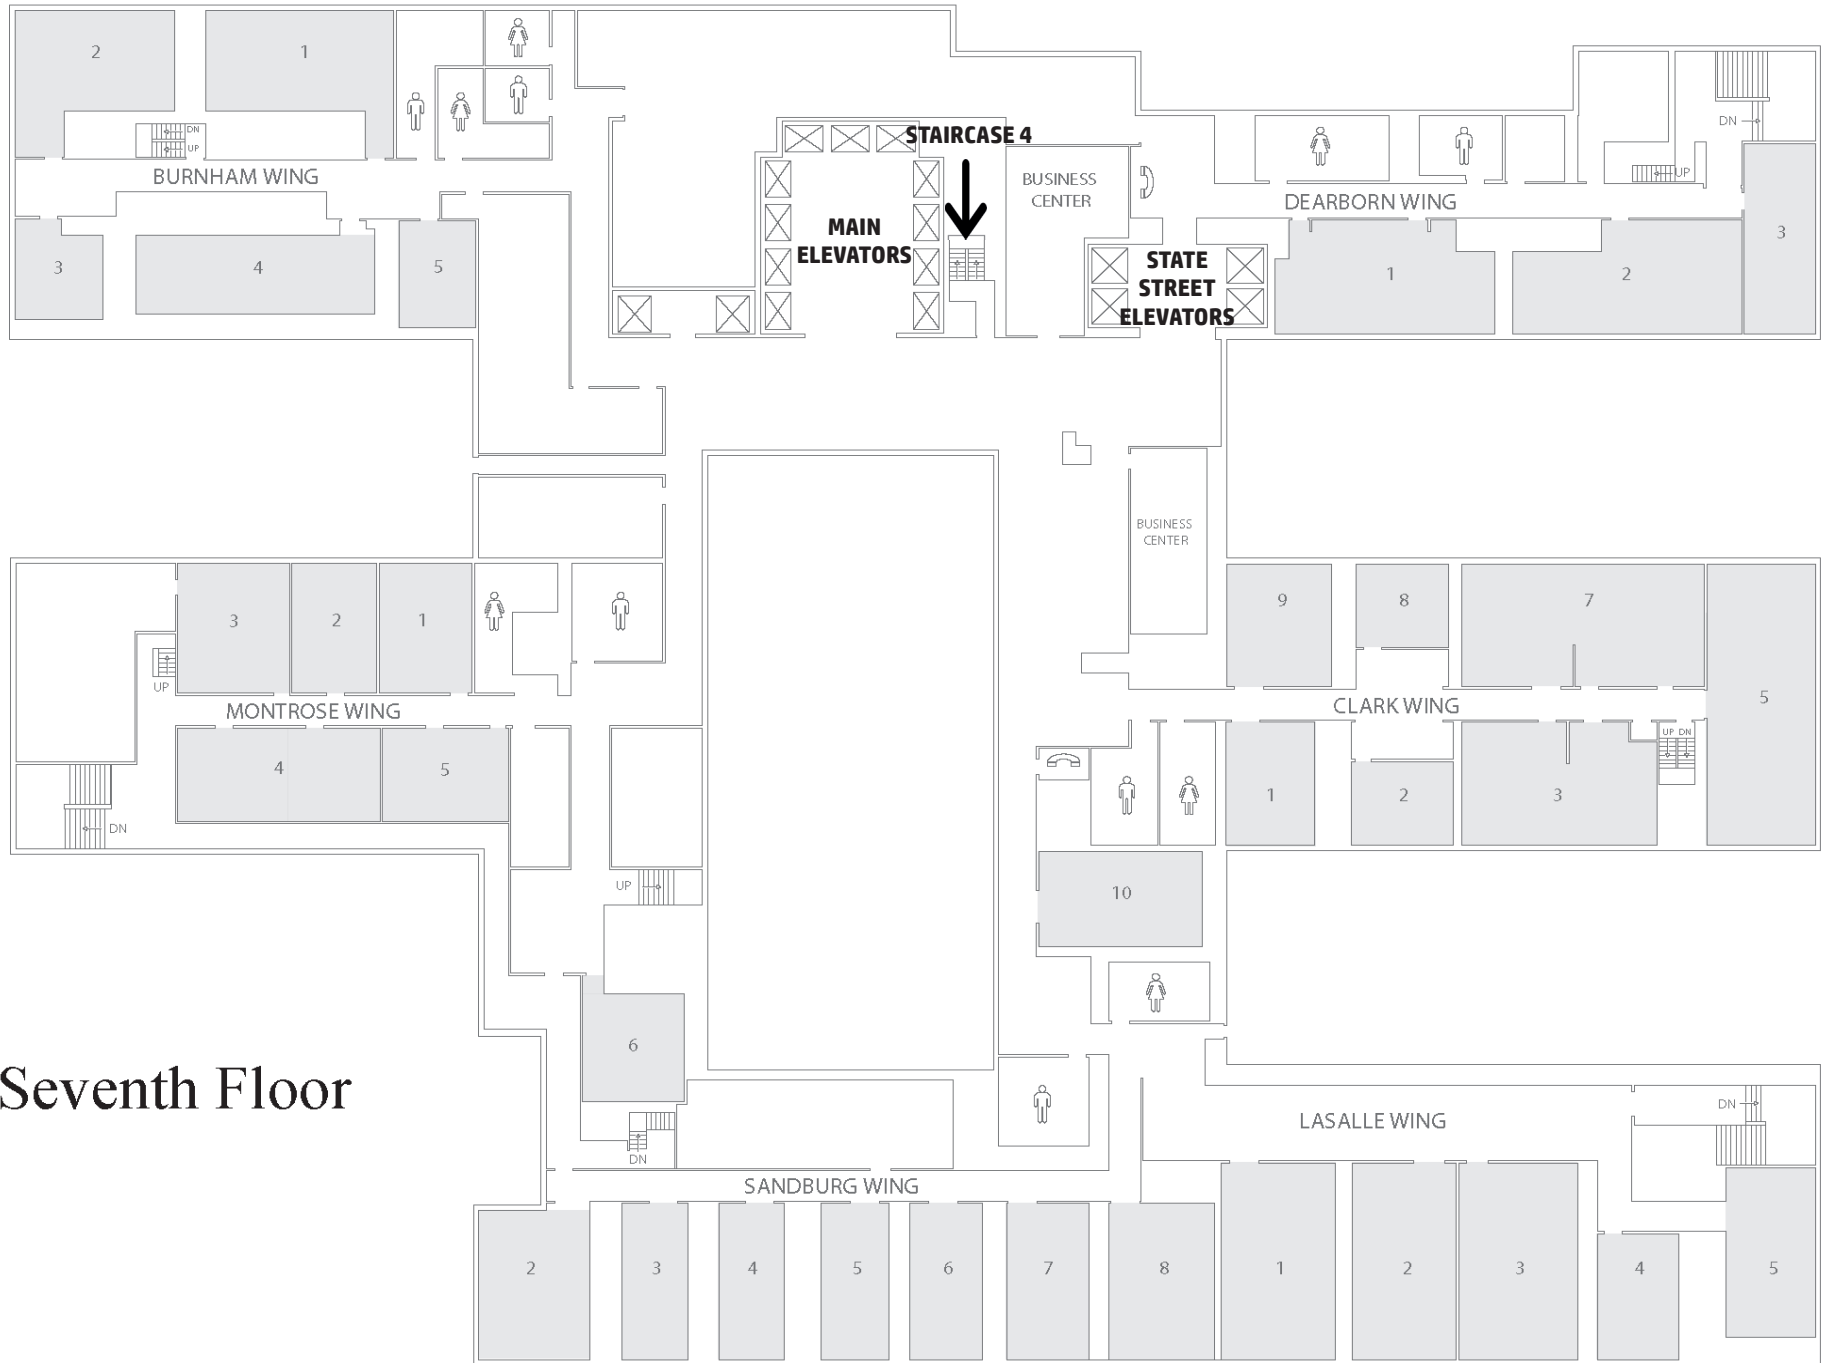 2
1
DN
UP
BURNHAM WING
3
4
5
STAIRCASE 4
MAIN
ELEVATORS
BUSINESS
CENTER
STATE
STREET
ELEVATORS
DN
UP
DEARBORN WING
1
2
3
BUSINESS
CENTER
3
2
1
UP
MONTROSE WING
4
5
DN
UP
6
DN
9
8
7
5
CLARK WING
UP DN
1
2
3
10
Seventh Floor
LASALLE WING
DN
SANDBURG WING
2
3
4
5
6
7
8
1
2
3
4
5